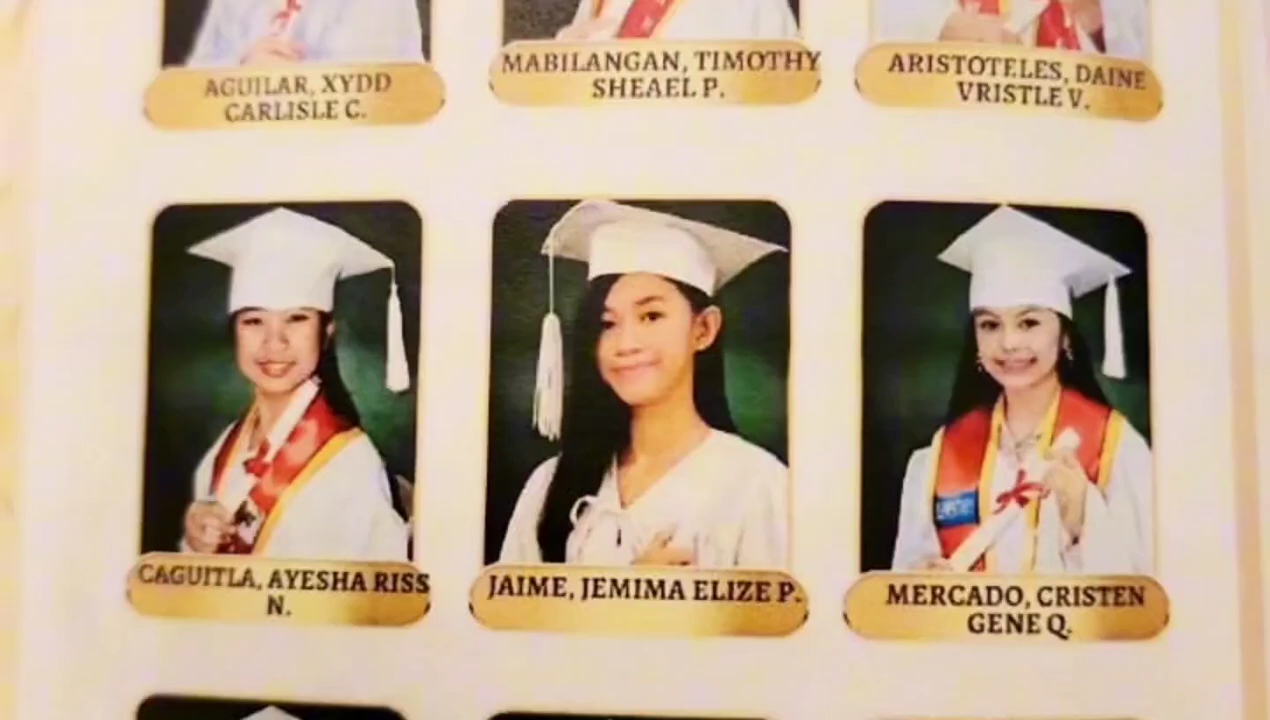 AGUILAR, XYDD
CARLISLE C.
MABILANGAN, TIMOTHY
SHEAEL P.
ARISTOTELES, DAINE
VRISTLE V.
CAGUITLA, AYESHA RISS
N.
JAIME, JEMIMA ELIZE P.
MERCADO, CRISTEN
GENE Q.